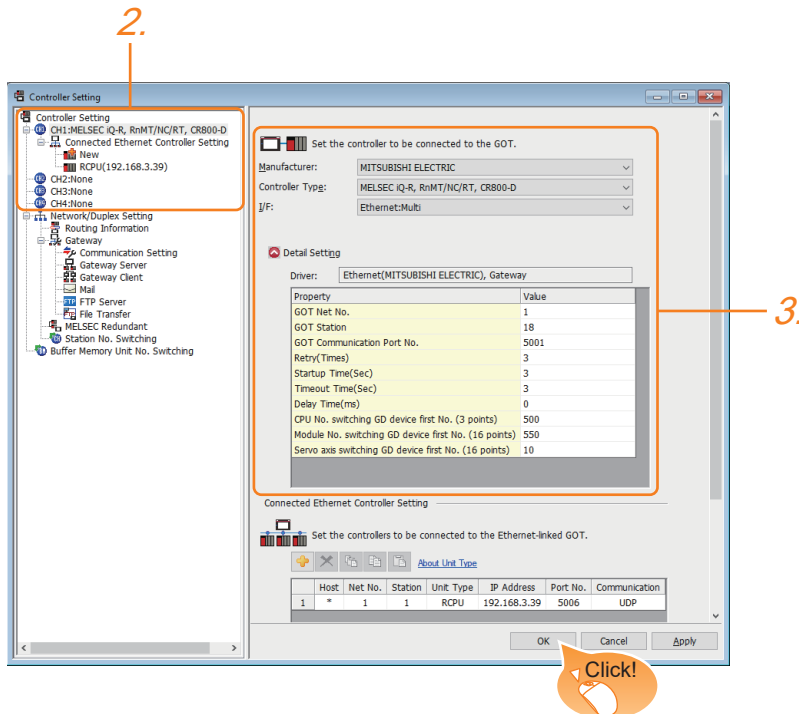 2.
Controller Setting
Controller Setting
CH1:MELSEC iQ-R, RnMT/NC/RT, CR800-D
Connected Ethernet Controller Setting
New
RCPU(192.168.3.39)
CH2:None
CH3:None
CH4:None
Network/Duplex Setting
Routing Information
Gateway
Communication Setting
Gateway Server
Gateway Client
Mail
FTP Server
File Transfer
MELSEC Redundant
Station No. Switching
Buffer Memory Unit No. Switching
Set the controller to be connected to the GOT.
Manufacturer: MITSUBISHI ELECTRIC
Controller Type: MELSEC iQ-R, RnMT/NC/RT, CR800-D
I/F: Ethernet:Multi
Detail Setting
Driver: Ethernet(MITSUBISHI ELECTRIC), Gateway
Property Value
GOT Net No. 1
GOT Station 18
GOT Communication Port No. 5001
Retry(Times) 3
Startup Time(Sec) 3
Timeout Time(Sec) 3
Delay Time(ms) 0
CPU No. switching GD device first No. (3 points) 500
Module No. switching GD device first No. (16 points) 550
Servo axis switching GD device first No. (16 points) 10
3.
Connected Ethernet Controller Setting
Set the controllers to be connected to the Ethernet-linked GOT.
About Unit Type
Host Net No. Station Unit Type IP Address Port No. Communication
1 * 1 1 RCPU 192.168.3.39 5006 UDP
OK Cancel Apply
Click!